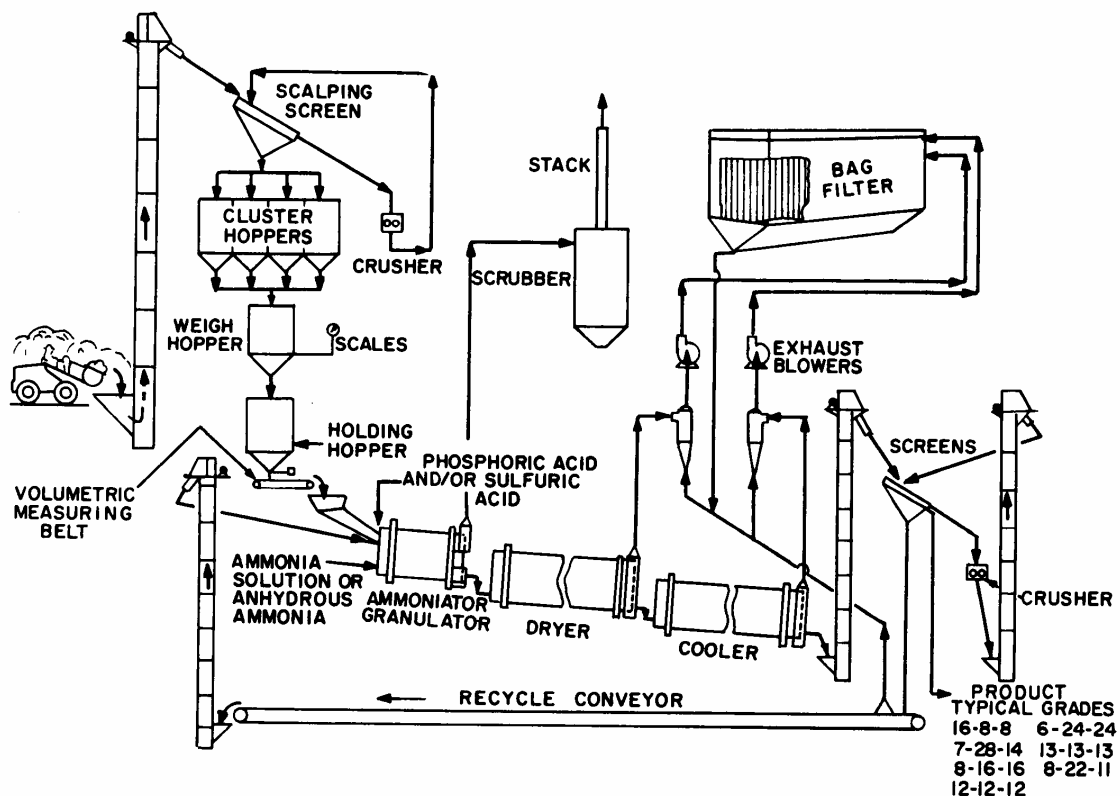 SCALPING
SCREEN
STACK
BAG
FILTER
CLUSTER
HOPPERS
CRUSHER
SCRUBBER
WEIGH
HOPPER
SCALES
EXHAUST
BLOWERS
HOLDING
HOPPER
SCREENS
PHOSPHORIC ACID
AND/OR SULFURIC
ACID
VOLUMETRIC
MEASURING
BELT
AMMONIA
SOLUTION OR
ANHYDROUS
AMMONIA
AMMONIATOR
GRANULATOR
DRYER
COOLER
CRUSHER
RECYCLE CONVEYOR
PRODUCT
TYPICAL GRADES
16-8-8 6-24-24
7-28-14 13-13-13
8-16-16 8-22-11
12-12-12